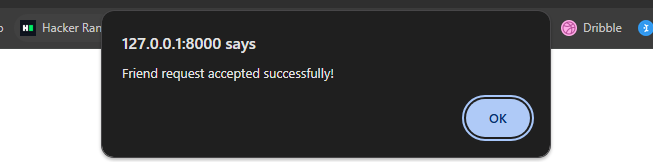 Hacker Ran
Dribble
127.0.0.1:8000 says
Friend request accepted successfully!
OK